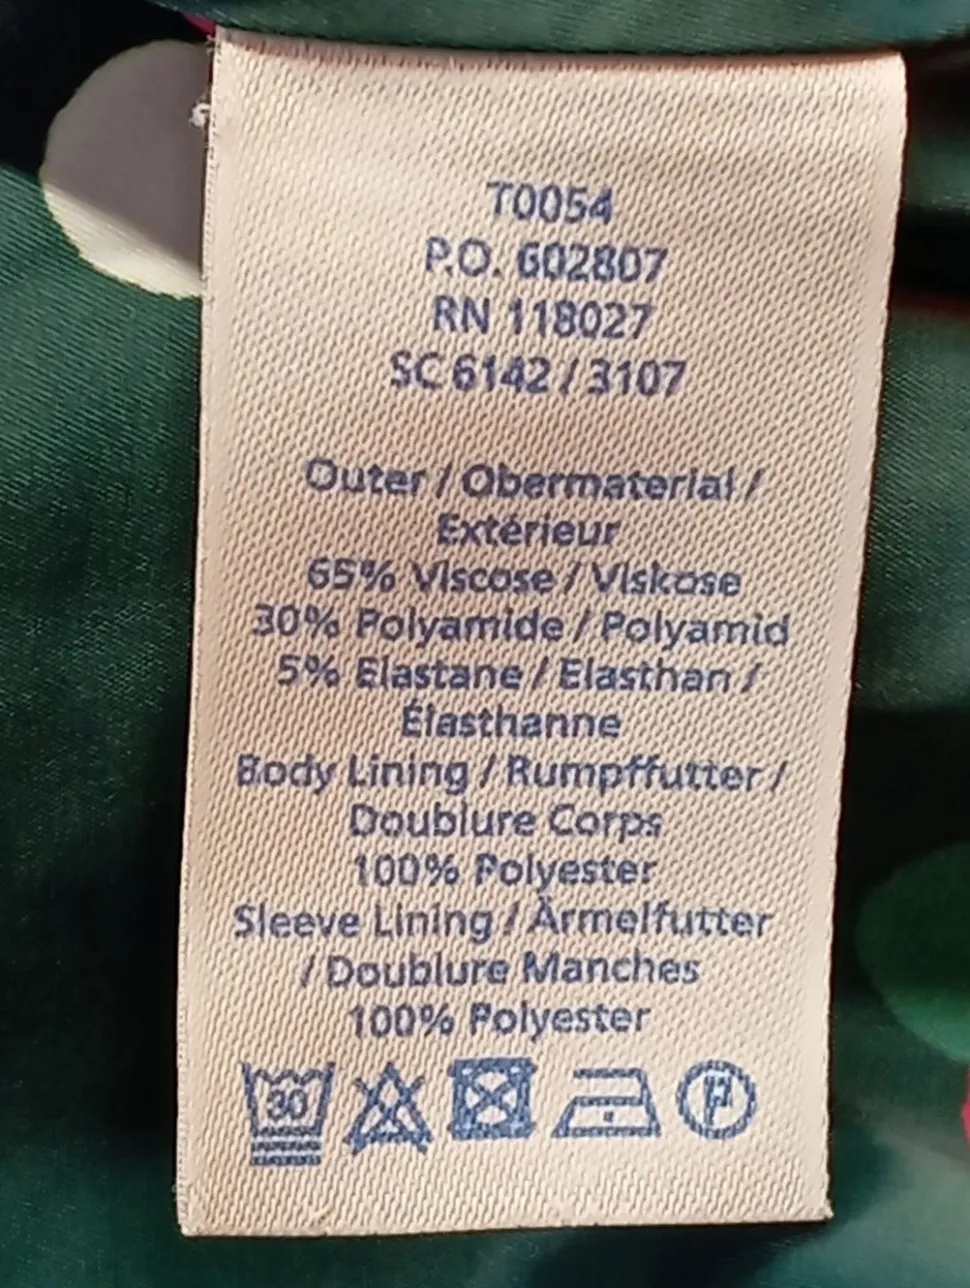 T0054
P.O. 602807
RN 118027
SC 6142 / 3107
Outer / Obermaterial /
Extérieur
65% Viscose / Viskose
30% Polyamide / Polyamid
5% Elastane / Elasthan /
Élasthanne
Body Lining / Rumpffutter /
Doublure Corps
100% Polyester
Sleeve Lining / Ärmelfutter
/ Doublure Manches
100% Polyester
30 P